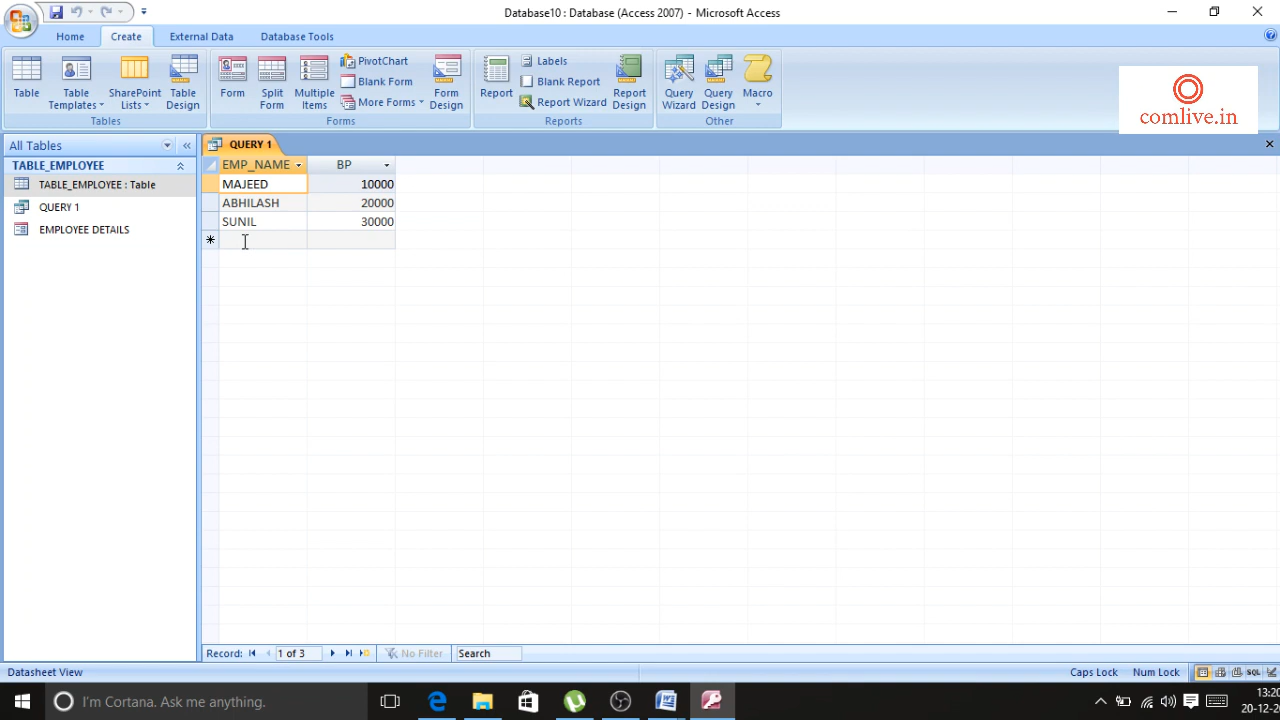 Database10 : Database (Access 2007) - Microsoft Access
Home Create External Data Database Tools
Table
Table Templates
SharePoint Lists
Table Design
Tables
Form
Split Form
Multiple Items
PivotChart
Blank Form
More Forms
Form Design
Forms
Report
Labels
Blank Report
Report Wizard
Report Design
Reports
Query Wizard
Query Design
Macro
Other
comlive.in
All Tables
TABLE_EMPLOYEE
TABLE_EMPLOYEE : Table
QUERY 1
EMPLOYEE DETAILS
QUERY 1
EMP_NAME BP
MAJEED 10000
ABHILASH 20000
SUNIL 30000
Record: 1 of 3 No Filter Search
Datasheet View Caps Lock Num Lock SQL
I'm Cortana. Ask me anything.